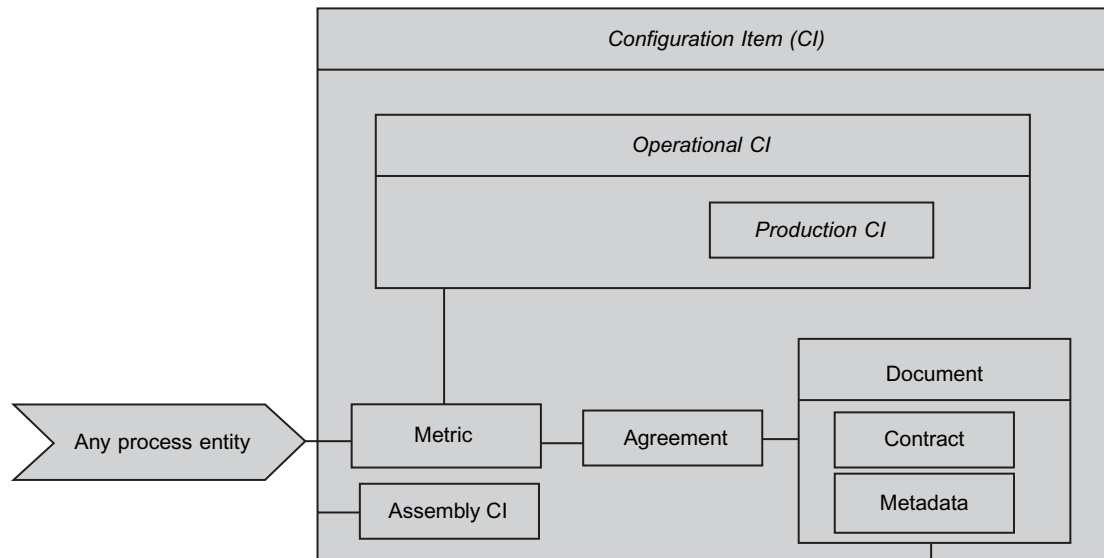 Configuration Item (CI)
Operational CI
Production CI
Document
Any process entity
Metric
Agreement
Contract
Assembly CI
Metadata